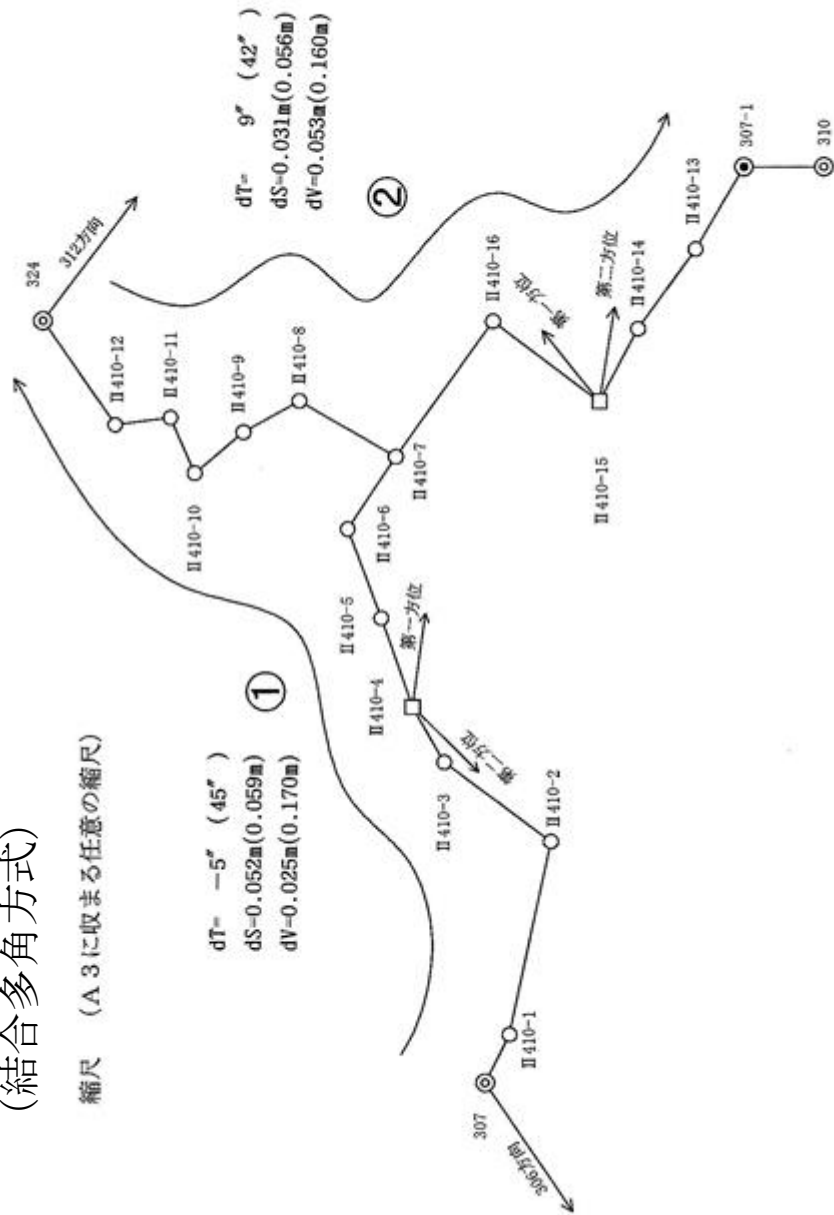 (結合多角方式)
縮尺 (A3に収まる任意の縮尺)
dT= −5″ (45″ )
dS=0.052m(0.059m)
dV=0.025m(0.170m)
①
dT= 9″ (42″ )
dS=0.031m(0.056m)
dV=0.053m(0.160m)
②
324
312方向
Ⅱ410-12
Ⅱ410-11
Ⅱ410-10
Ⅱ410-9
Ⅱ410-8
Ⅱ410-7
Ⅱ410-6
Ⅱ410-5
Ⅱ410-4
第一方位
第二方位
Ⅱ410-3
Ⅱ410-2
Ⅱ410-1
307
306方向
Ⅱ410-16
第一方位
第二方位
Ⅱ410-15
Ⅱ410-14
Ⅱ410-13
307-1
310